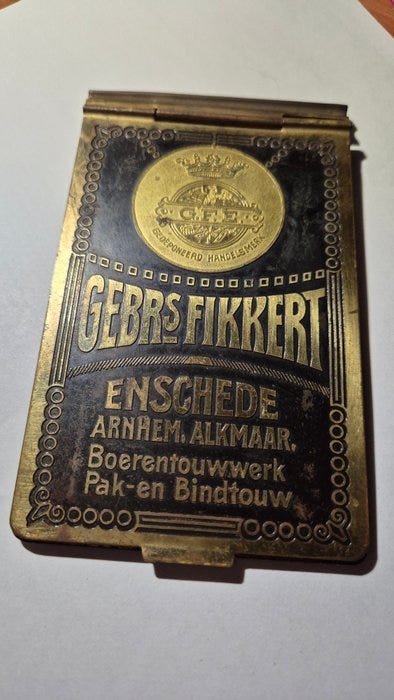 G.F.E.
GEDEPONEERD HANDELSMERK
GEBRS FIKKERT
ENSCHEDE
ARNHEM, ALKMAAR,
Boerentouwwerk
Pak-en Bindtouw